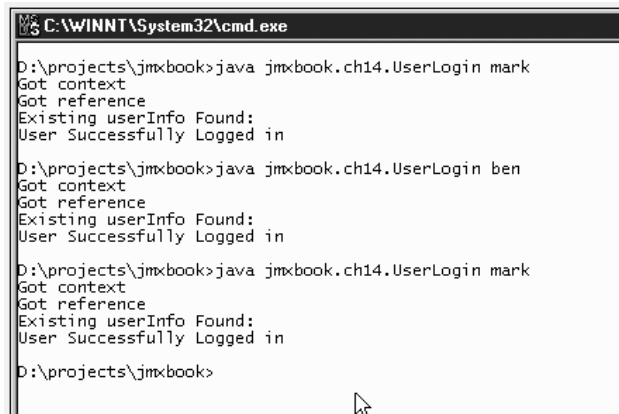 C:\WINNT\System32\cmd.exe
D:\projects\jmxbook>java jmxbook.ch14.UserLogin mark
Got context
Got reference
Existing userInfo Found:
User Successfully Logged in
D:\projects\jmxbook>java jmxbook.ch14.UserLogin ben
Got context
Got reference
Existing userInfo Found:
User Successfully Logged in
D:\projects\jmxbook>java jmxbook.ch14.UserLogin mark
Got context
Got reference
Existing userInfo Found:
User Successfully Logged in
D:\projects\jmxbook>